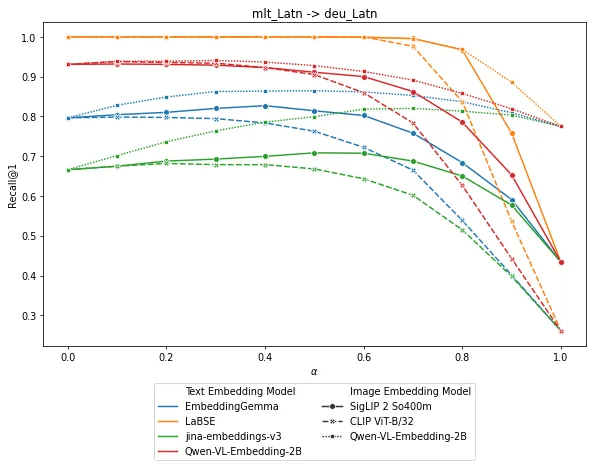 mlt_Latn -> deu_Latn
Recall@1
1.0
0.9
0.8
0.7
0.6
0.5
0.4
0.3
0.0 0.2 0.4 0.6 0.8 1.0
α
Text Embedding Model Image Embedding Model
EmbeddingGemma SigLIP 2 So400m
LaBSE CLIP ViT-B/32
jina-embeddings-v3 Qwen-VL-Embedding-2B
Qwen-VL-Embedding-2B